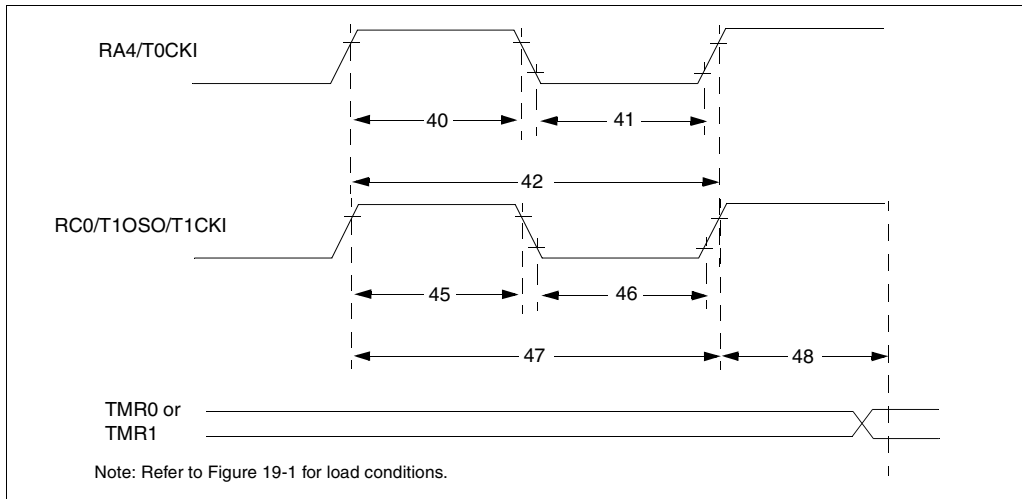 RA4/T0CKI
40
41
42
RC0/T1OSO/T1CKI
45
46
47
48
TMR0 or
TMR1
Note: Refer to Figure 19-1 for load conditions.